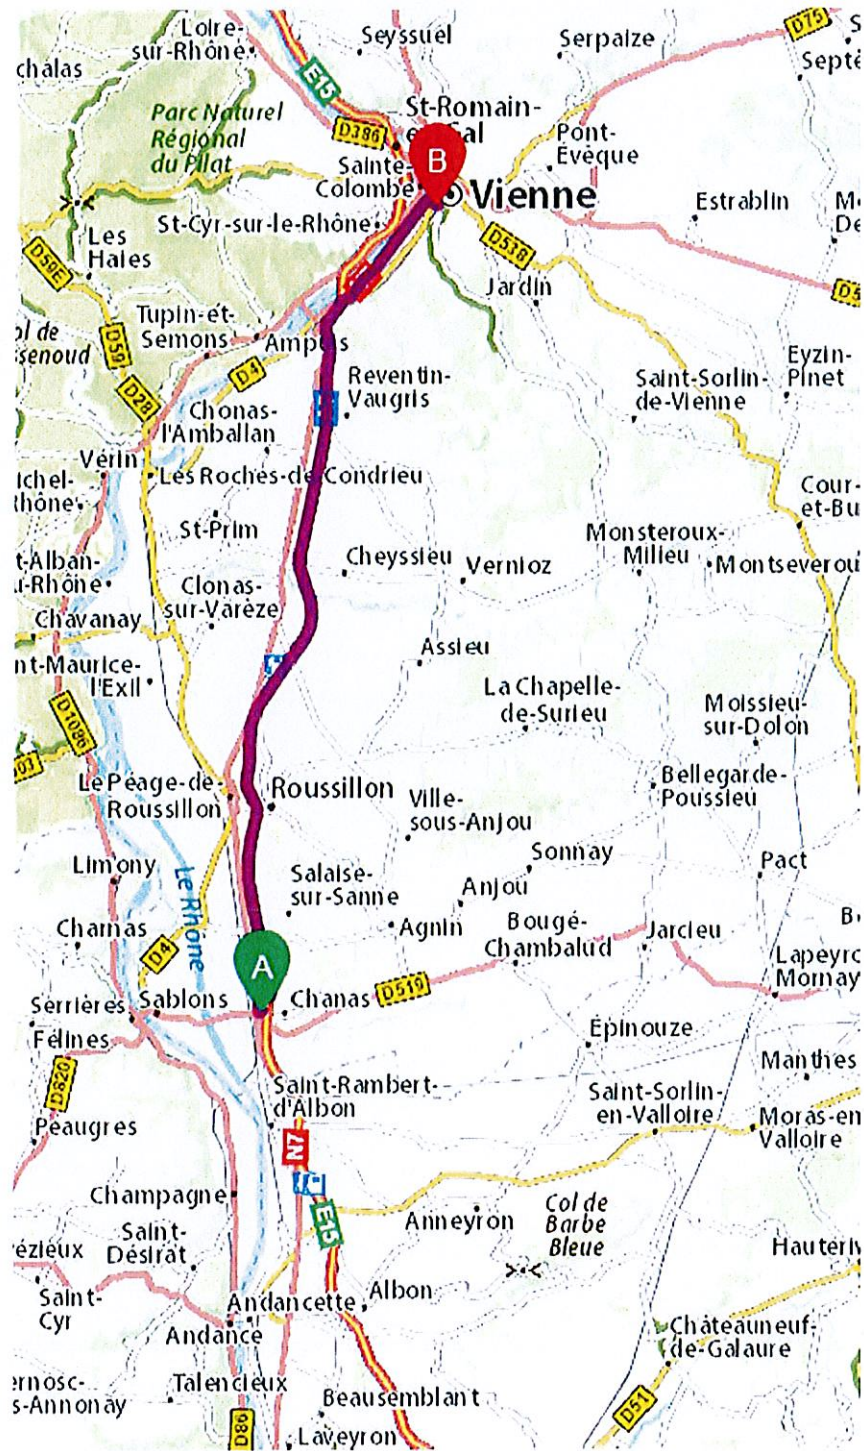 Loire-
sur-Rhône
Seyssuel
Serpaize
D75
Septè
chalas
E15
St-Romain-
Parc Naturel
Régional
du Pilat
D386
Pont-
Évêque
B
Sainte-
Colombe
Vienne
St-Cyr-sur-le-Rhône
Estrablin
Les
Haies
D59E
D538
Jardin
Tupin-et-
Semons
Ampuis
D59
D4
Reventin-
Vaugris
Eyzin-
Pinet
D28
Chonas-
l'Amballan
Saint-Sorlin-
de-Vienne
Vérin
Les Roches-de-Condrieu
Cour-
et-Bu
St-Prim
Monsteroux-
Milieu
Cheyssieu
Vernioz
Montseverou
t-Alban-
u-Rhône
Clonas-
sur-Varèze
Chavanay
Assieu
nt-Maurice-
l'Exil
La Chapelle-
de-Surieu
Moissieu-
sur-Dolon
D1086
Le Péage-de-
Roussillon
Roussillon
Bellegarde-
Poussieu
Ville-
sous-Anjou
Sonnay
Pact
Limony
Le Rhône
Salaise-
sur-Sanne
Anjou
Agnin
Bougé-
Chambalud
Jarcieu
Charnas
D4
A
Lapeyro
Mornay
Serrières
Sablons
Chanas
D519
Félines
Epinouze
D820
Saint-Rambert-
d'Albon
Manthes
Saint-Sorlin-
en-Valloire
Moras-en
Valloire
Peaugres
N7
Champagne
E15
Anneyron
Col de
Barbe
Bleue
Saint-
Désirat
Hauteriv
Saint-
Cyr
Andancette
Albon
Andance
Châteauneuf-
de-Galaure
Talencieux
s-Annonay
Beausemblant
D51
D86
Laveyron